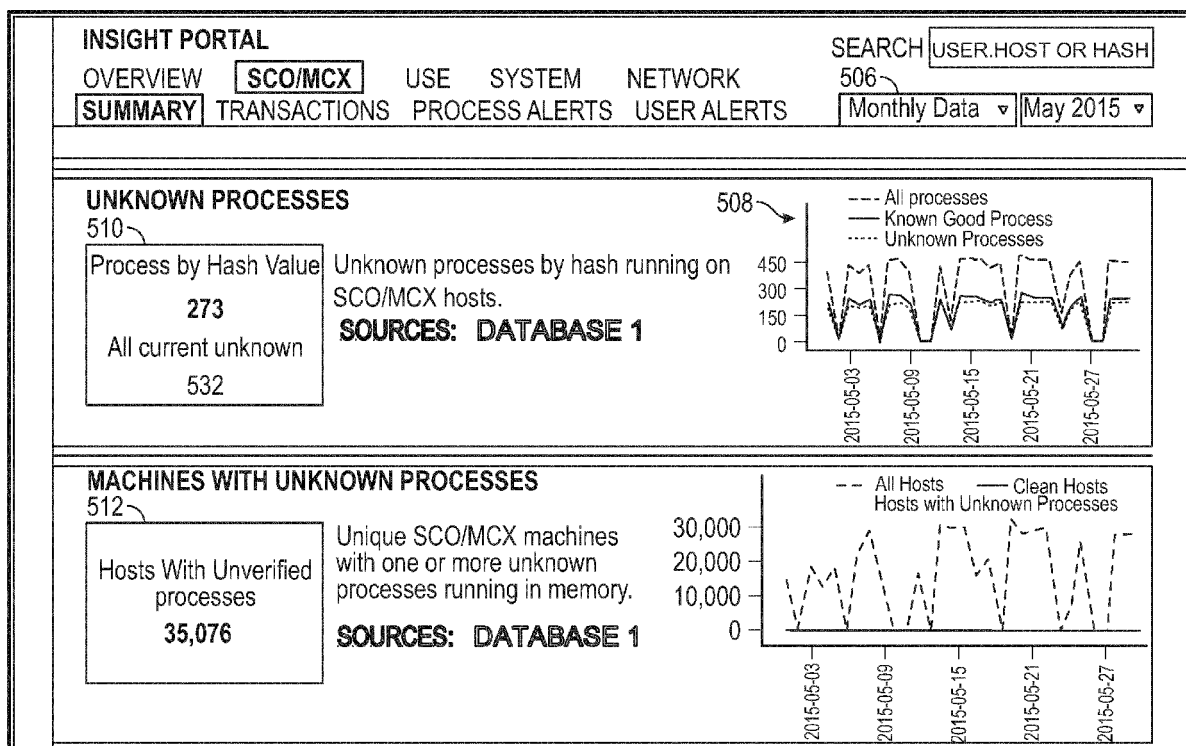 INSIGHT PORTAL
SEARCH USER.HOST OR HASH
OVERVIEW SCO/MCX USE SYSTEM NETWORK
506
SUMMARY TRANSACTIONS PROCESS ALERTS USER ALERTS
Monthly Data May 2015
UNKNOWN PROCESSES
510
Process by Hash Value
273
All current unknown
532
Unknown processes by hash running on
SCO/MCX hosts.
SOURCES: DATABASE 1
508
All processes
Known Good Process
Unknown Processes
450
300
150
0
2015-05-03
2015-05-09
2015-05-15
2015-05-21
2015-05-27
MACHINES WITH UNKNOWN PROCESSES
512
Hosts With Unverified
processes
35,076
Unique SCO/MCX machines
with one or more unknown
processes running in memory.
SOURCES: DATABASE 1
All Hosts Clean Hosts
Hosts with Unknown Processes
30,000
20,000
10,000
0
2015-05-03
2015-05-09
2015-05-15
2015-05-21
2015-05-27